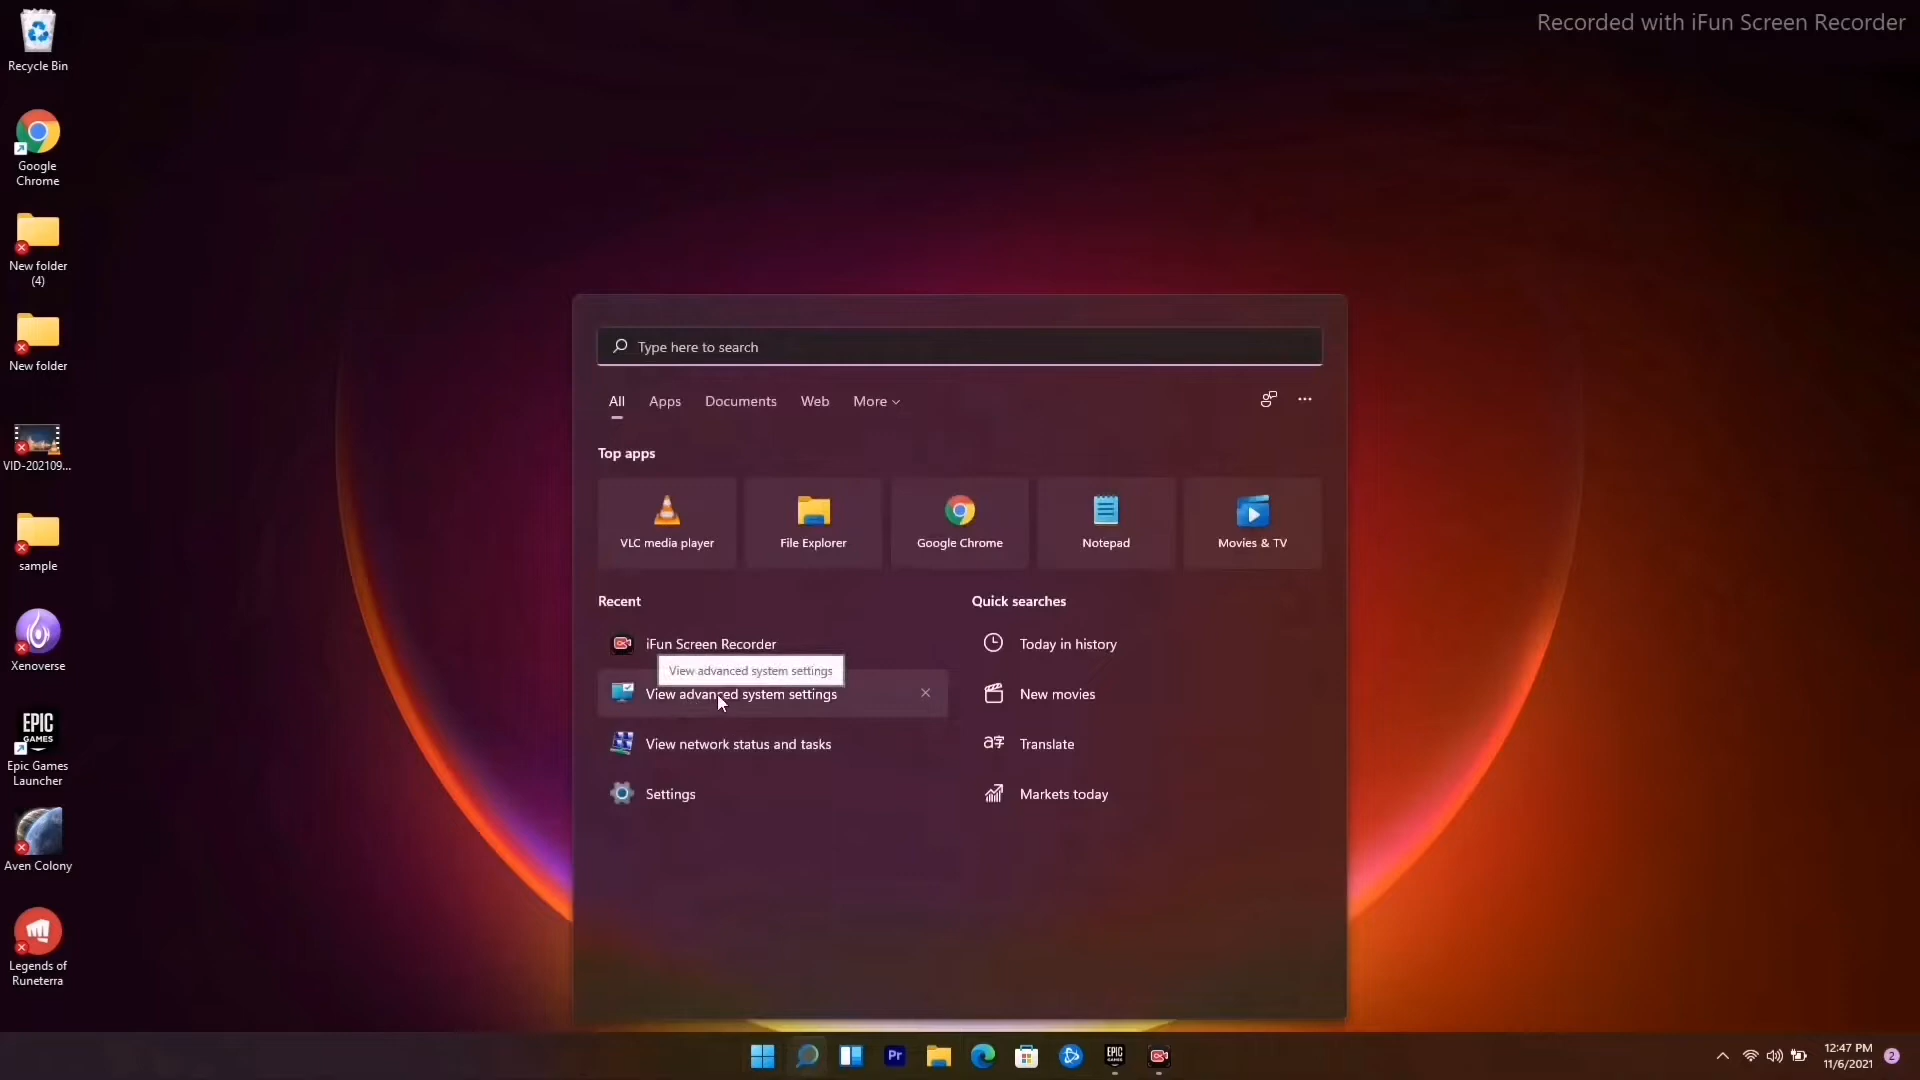 Recorded with iFun Screen Recorder
Recycle Bin
Google
Chrome
New folder
(4)
New folder
VID-202109...
sample
Xenoverse
EPIC
GAMES
Epic Games
Launcher
Aven Colony
Legends of
Runeterra
Type here to search
All Apps Documents Web More
Top apps
VLC media player File Explorer Google Chrome Notepad Movies & TV
Recent
iFun Screen Recorder
View advanced system settings
View advanced system settings
View network status and tasks
Settings
Quick searches
Today in history
New movies
Translate
Markets today
Pr
EPIC
GAMES
12:47 PM
11/6/2021
2